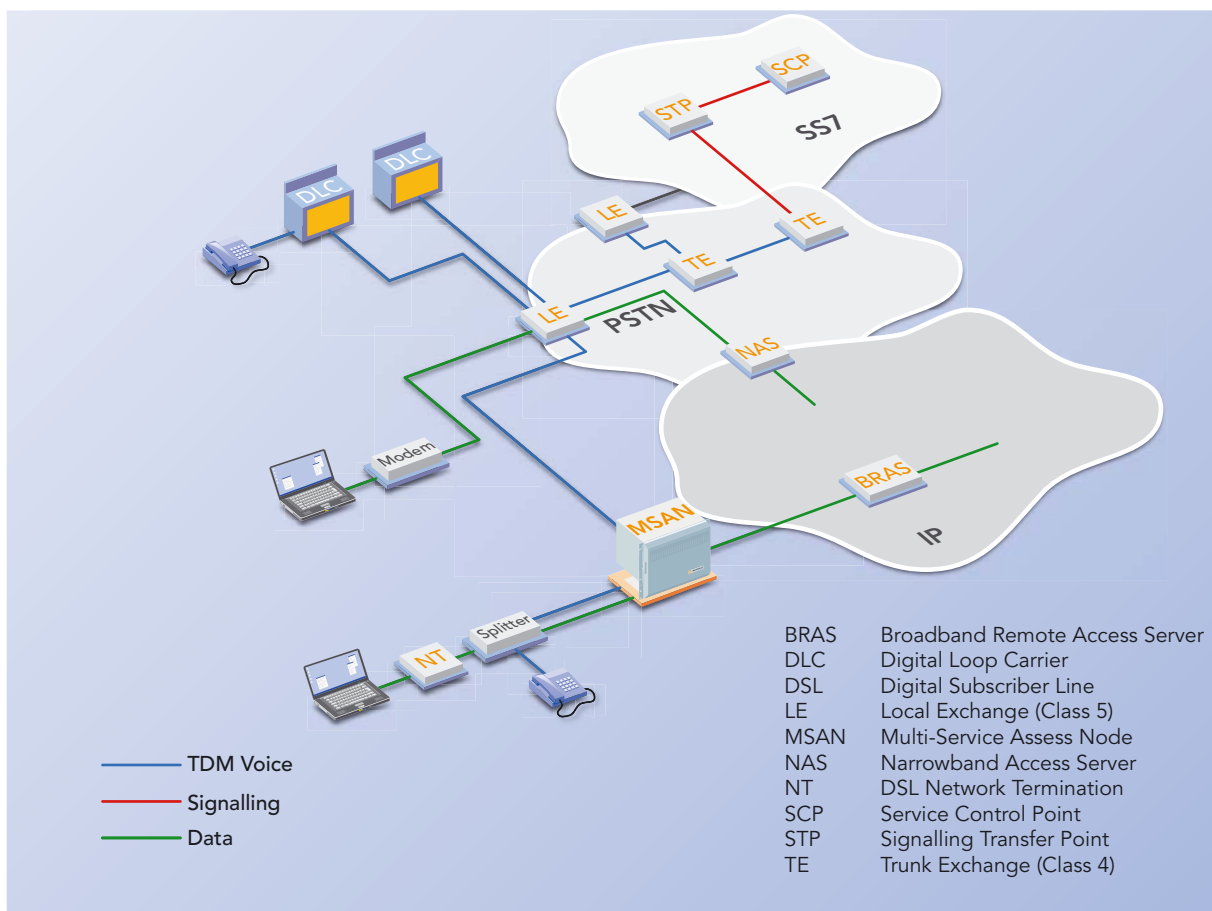 SCP
STP
SS7
DLC
DLC
LE
TE
TE
LE
PSTN
NAS
Modem
BRAS
MSAN
IP
Splitter
NT
TDM Voice
Signalling
Data
BRAS Broadband Remote Access Server
DLC Digital Loop Carrier
DSL Digital Subscriber Line
LE Local Exchange (Class 5)
MSAN Multi-Service Assess Node
NAS Narrowband Access Server
NT DSL Network Termination
SCP Service Control Point
STP Signalling Transfer Point
TE Trunk Exchange (Class 4)